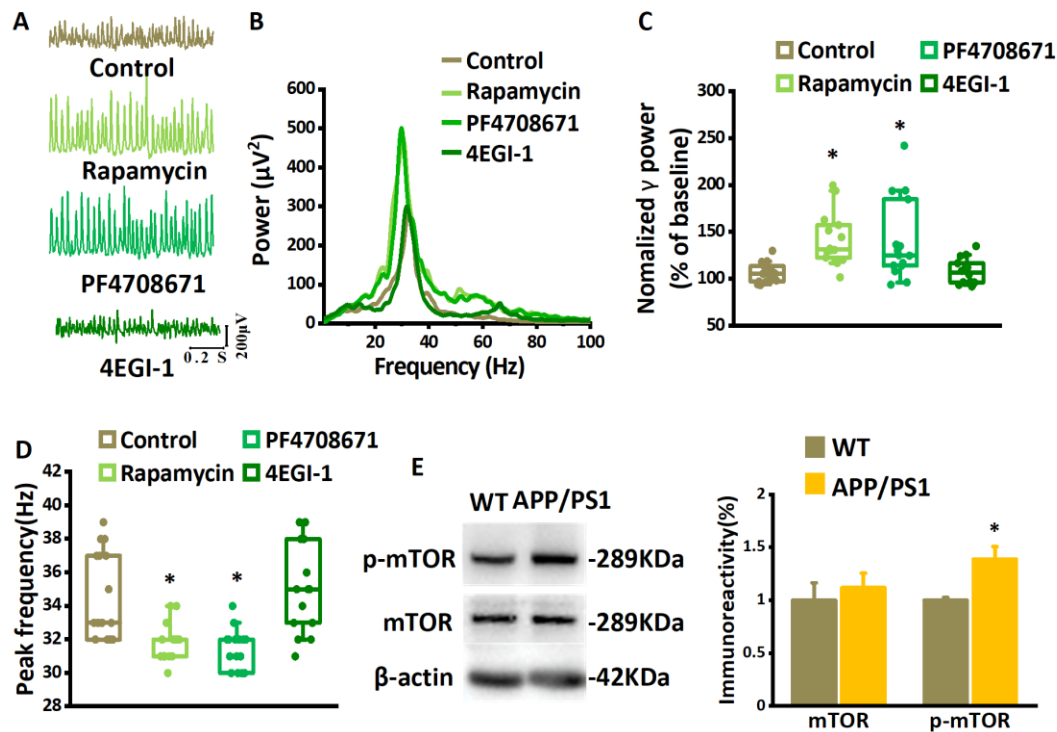 A
Control
Rapamycin
PF4708671
4EGI-1
0.2 S
200μV
B
Control
Rapamycin
PF4708671
4EGI-1
Power (μV²)
600
500
400
300
200
100
0
20 40 60 80 100
Frequency (Hz)
C
Control PF4708671
Rapamycin 4EGI-1
Nomalized γ power
(% of baseline)
300
250
200
150
100
50
* *
D
Control PF4708671
Rapamycin 4EGI-1
Peak frequency(Hz)
42
40
38
36
34
32
30
28
* *
E
WT APP/PS1
p-mTOR -289KDa
mTOR -289KDa
β-actin -42KDa
WT
APP/PS1
Immunoreactivity(%)
2
1.5
1
0.5
0
*
mTOR p-mTOR